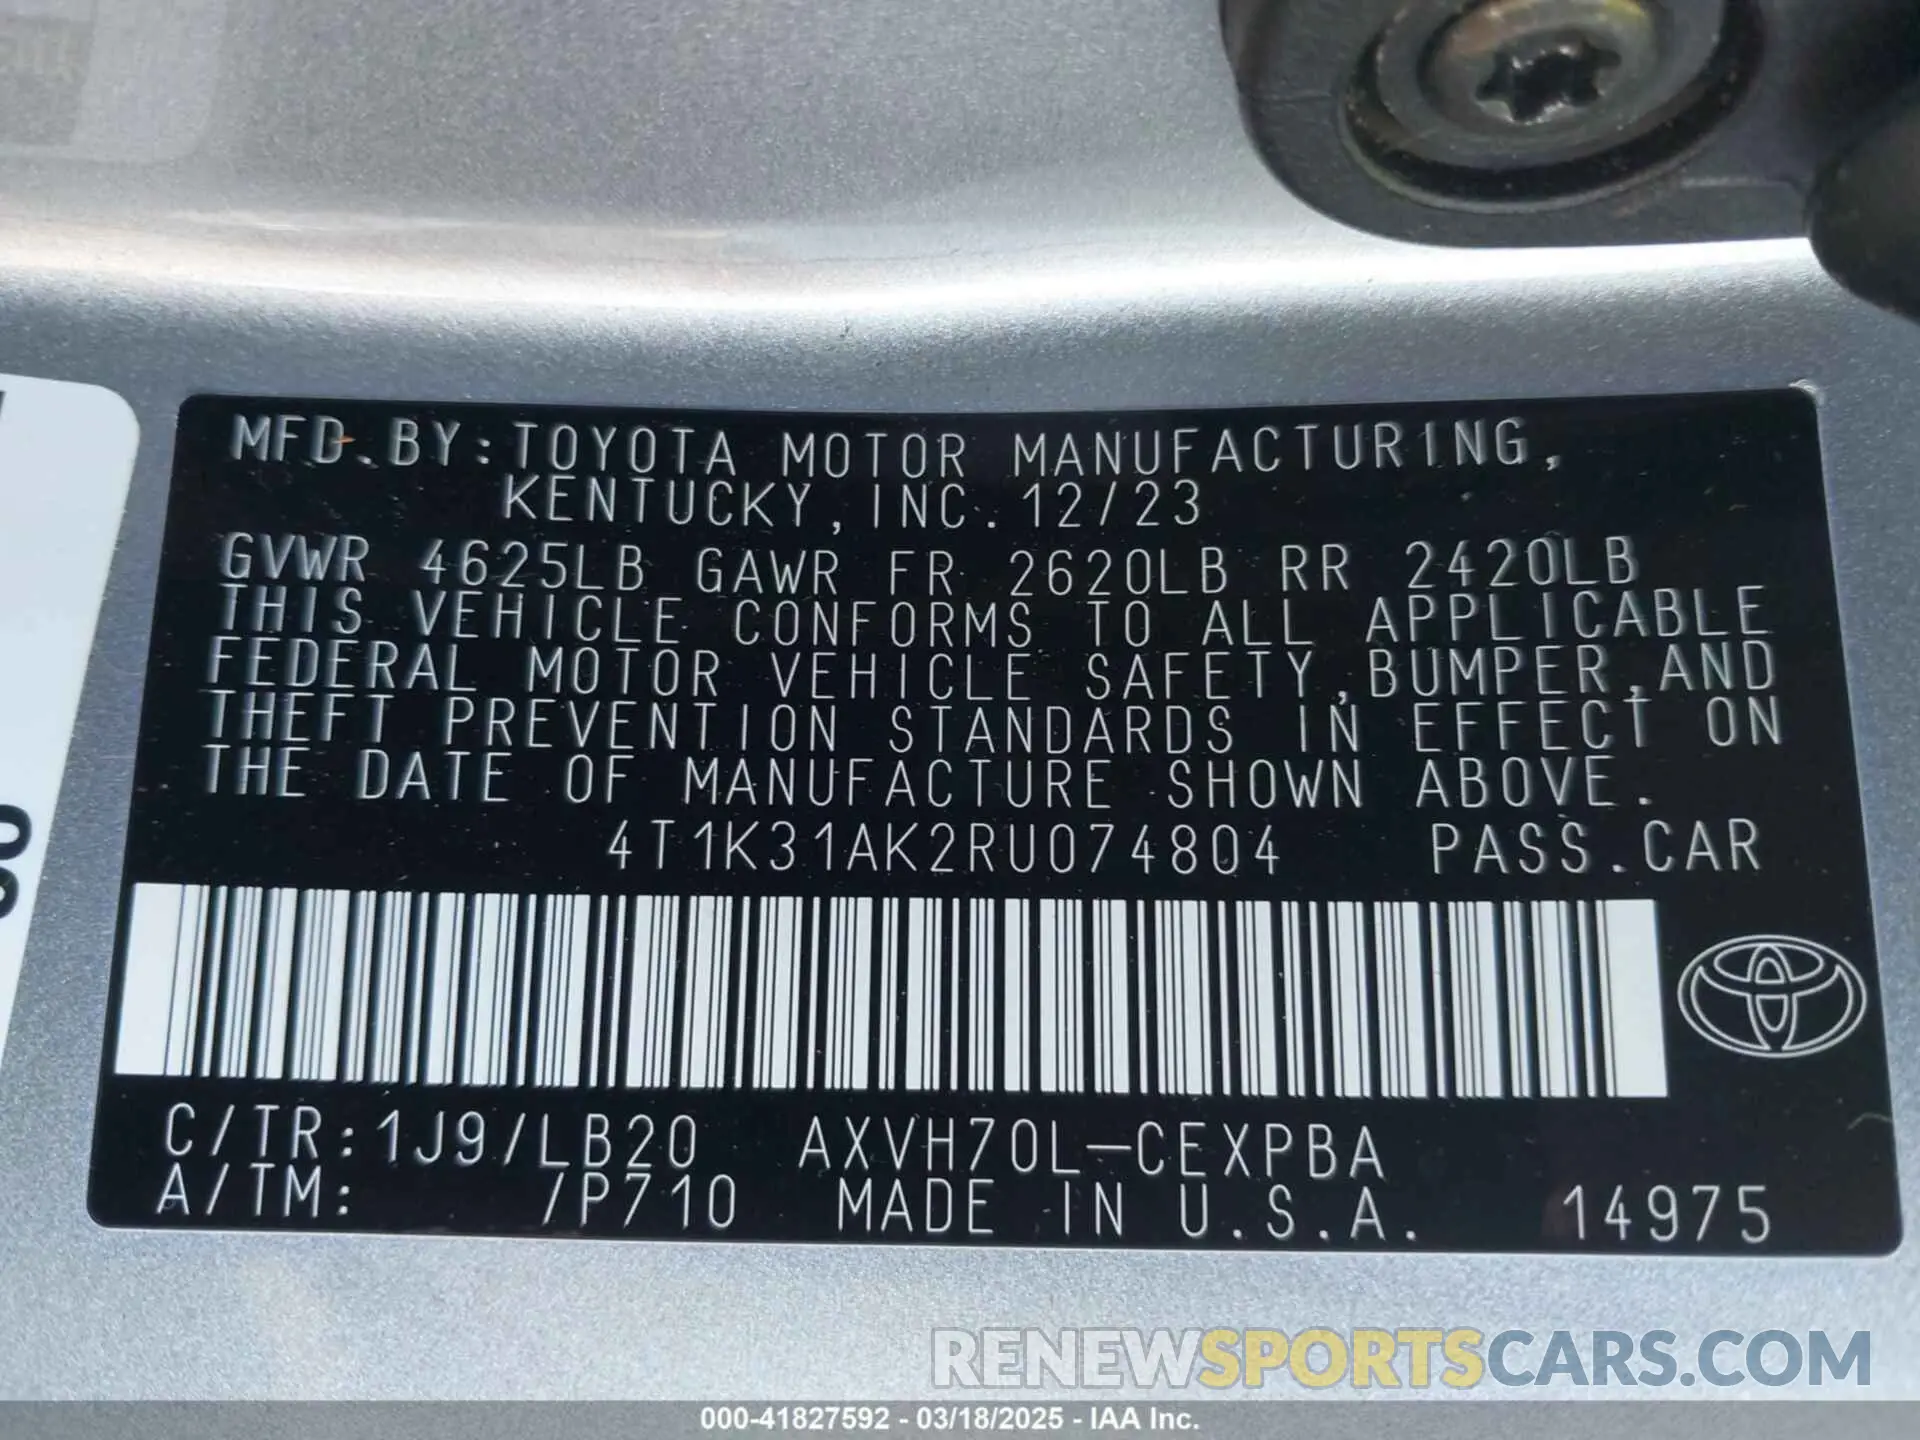 MFD.BY:TOYOTA MOTOR MANUFACTURING,
KENTUCKY,INC.12/23
GVWR 4625LB GAWR FR 2620LB RR 2420LB
THIS VEHICLE CONFORMS TO ALL APPLICABLE
FEDERAL MOTOR VEHICLE SAFETY,BUMPER,AND
THEFT PREVENTION STANDARDS IN EFFECT ON
THE DATE OF MANUFACTURE SHOWN ABOVE.
4T1K31AK2RU074804 PASS.CAR
C/TR:1J9/LB20 AXVH70L-CEXPBA
A/TM: /P710 MADE IN U.S.A. 14975
RENEWSPORTSCARS.COM
000-41827592 - 03/18/2025 - IAA Inc.